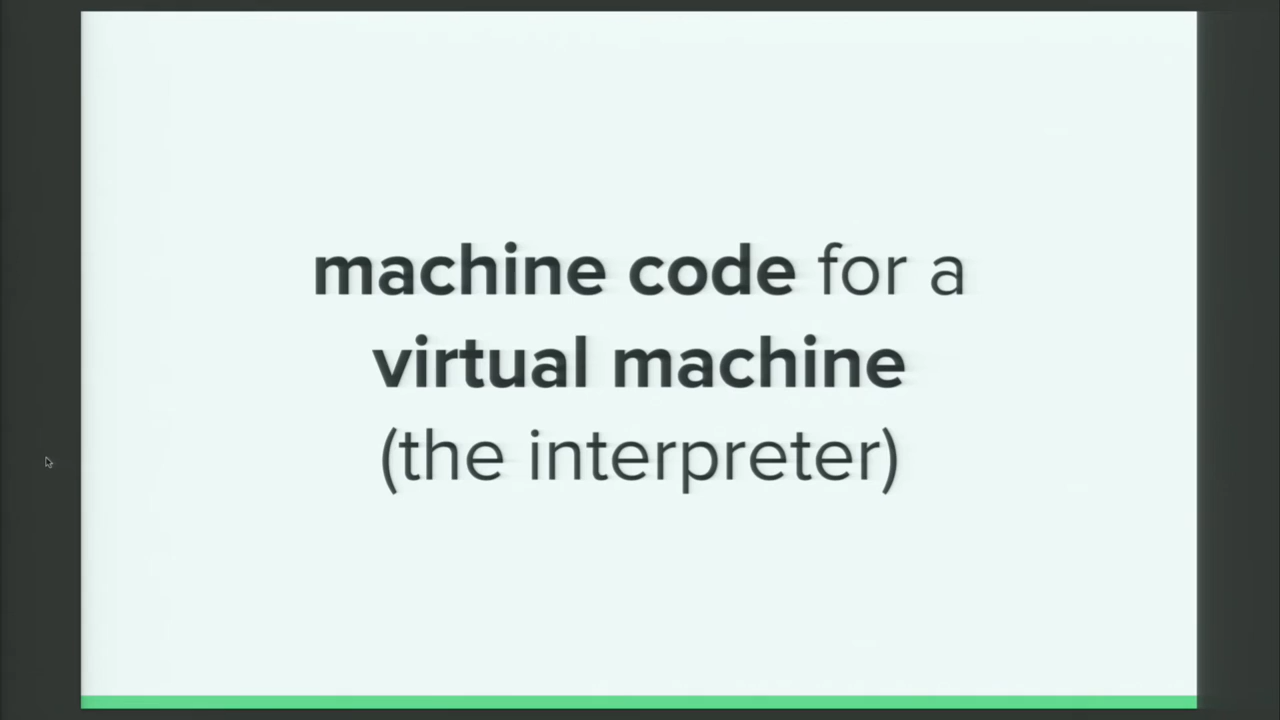 machine code for a
virtual machine
(the interpreter)